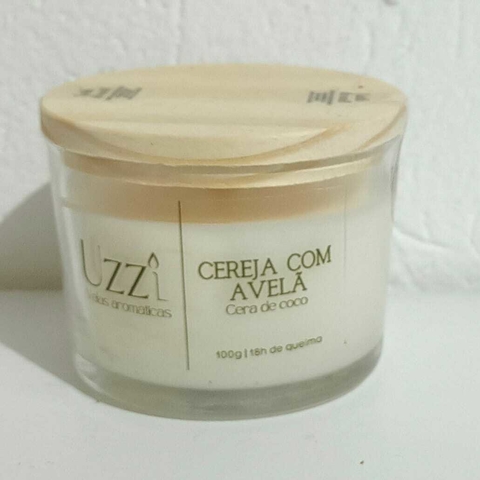 Uzzi
velas aromáticas
CEREJA COM
AVELÃ
Cera de coco
100g | 18h de queima